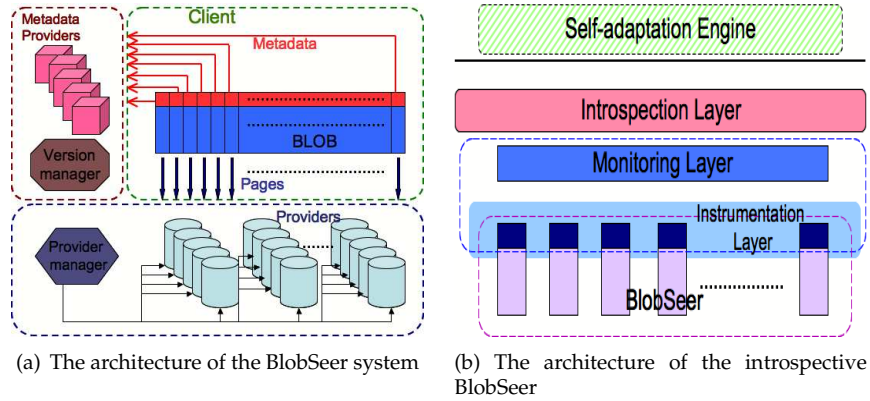 Metadata
Providers
Client
Metadata
BLOB
Version
manager
Pages
Providers
Provider
manager
(a) The architecture of the BlobSeer system
Self-adaptation Engine
Introspection Layer
Monitoring Layer
Instrumentation
Layer
BlobSeer
(b) The architecture of the introspective
BlobSeer